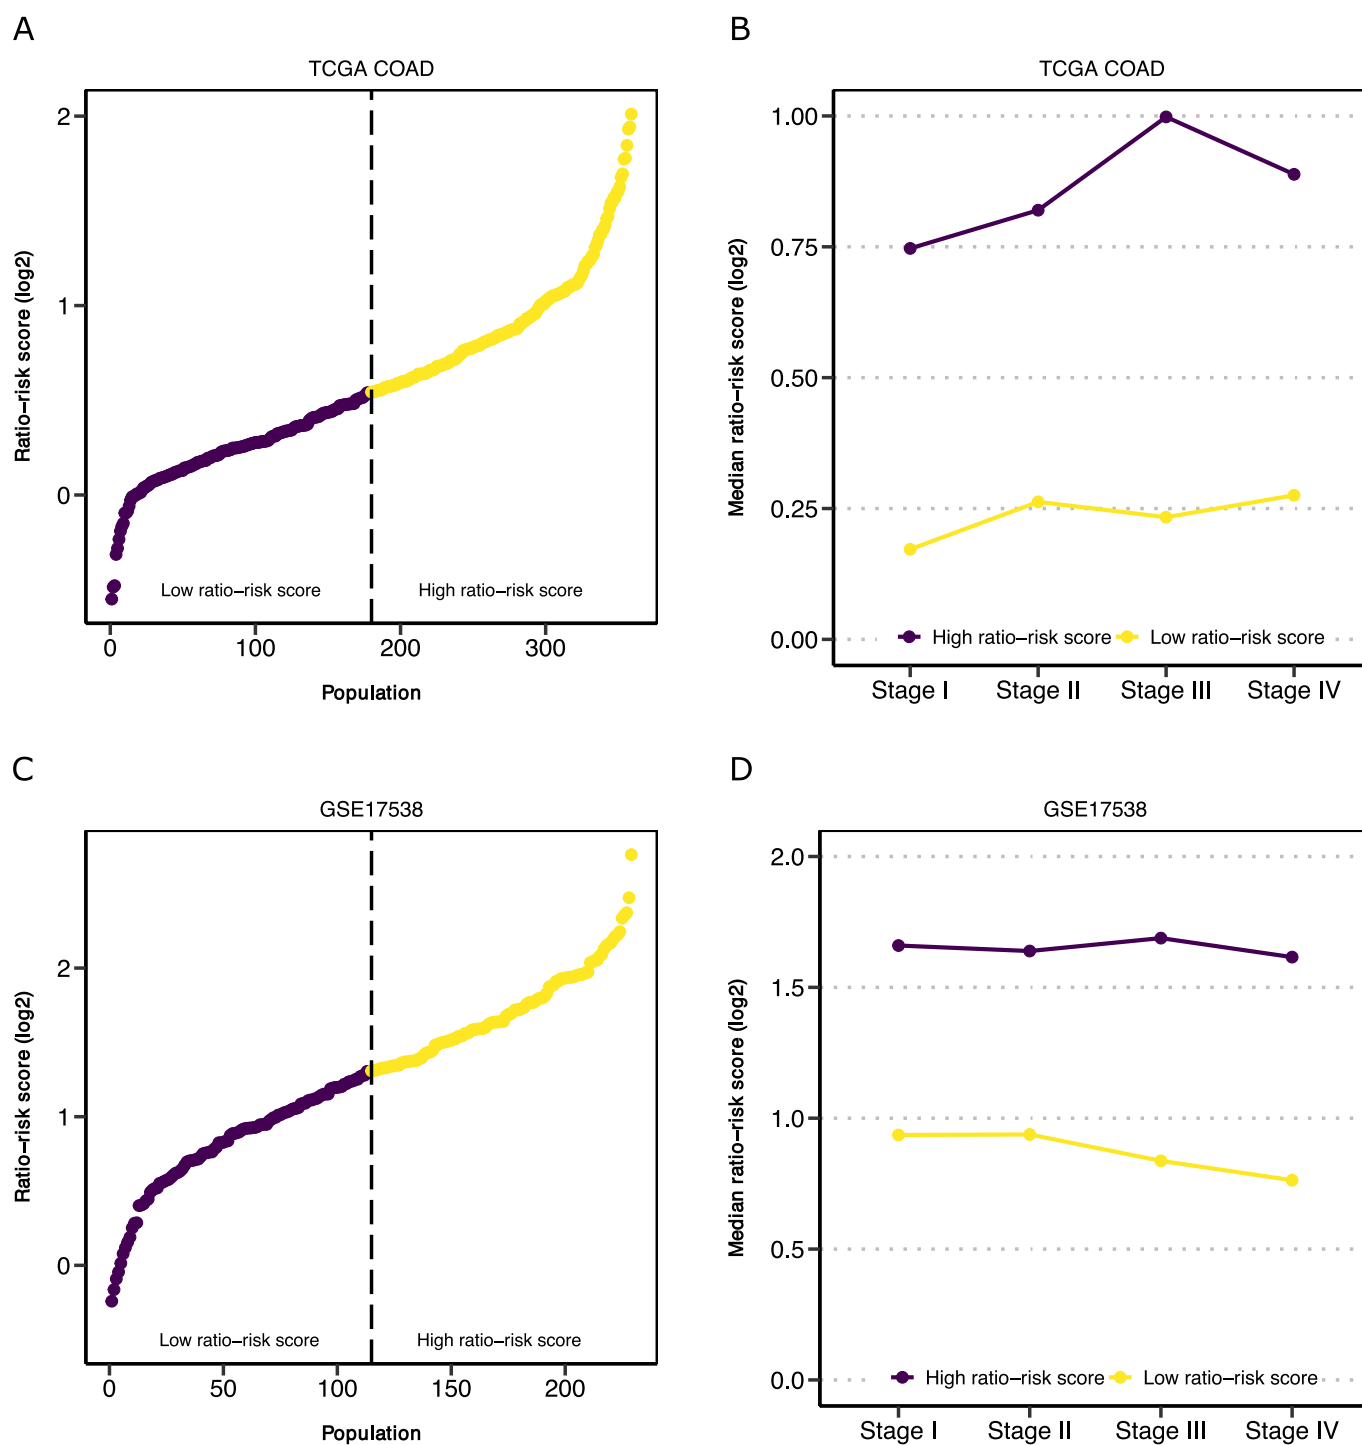 A
TCGA COAD
Ratio−risk score (log2)
2
1
0
Low ratio−risk score
High ratio−risk score
0 100 200 300
Population
B
TCGA COAD
Median ratio−risk score (log2)
1.00
0.75
0.50
0.25
0.00
High ratio−risk score Low ratio−risk score
Stage I Stage II Stage III Stage IV
C
GSE17538
Ratio−risk score (log2)
2
1
0
Low ratio−risk score
High ratio−risk score
0 50 100 150 200
Population
D
GSE17538
Median ratio−risk score (log2)
2.0
1.5
1.0
0.5
0.0
High ratio−risk score Low ratio−risk score
Stage I Stage II Stage III Stage IV